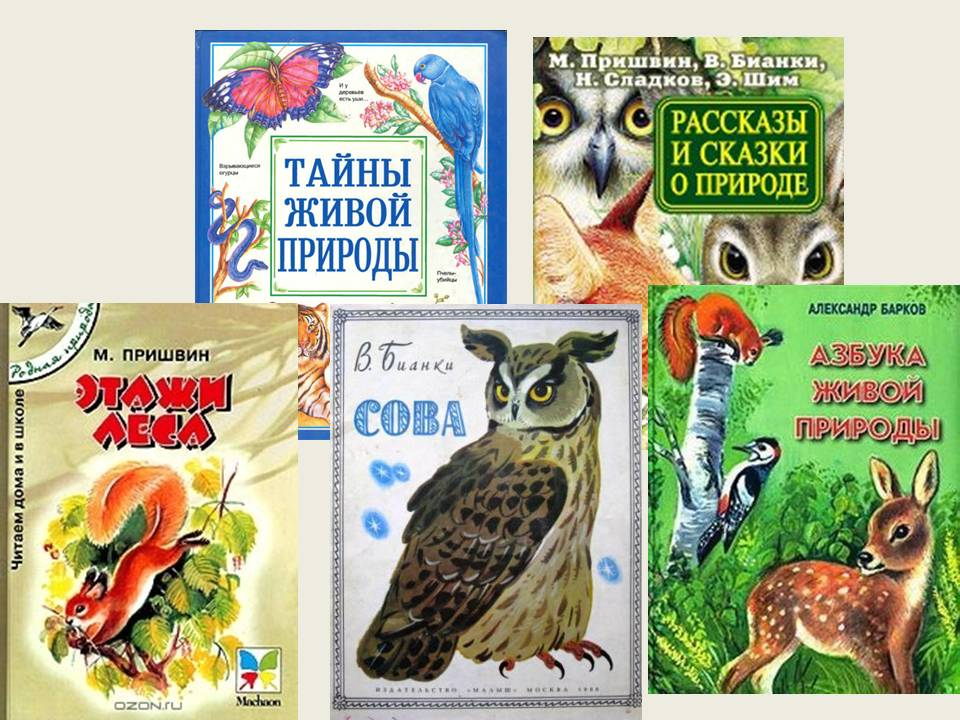 И у
деревьев
есть уши...
Взрывающиеся
огурцы
ТАЙНЫ
ЖИВОЙ
ПРИРОДЫ
Пчелы-
убийцы
М. Пришвин, В. Бианки,
Н. Сладков, Э. Шим
РАССКАЗЫ
И СКАЗКИ
О ПРИРОДЕ
Родная природа
Читаем дома и в школе
М. ПРИШВИН
ЭТАЖИ
ЛЕСА
Machaon
OZON.ru
В. Бианки
СОВА
ИЗДАТЕЛЬСТВО «МАЛЫШ» МОСКВА 1988
АЛЕКСАНДР БАРКОВ
АЗБУКА
ЖИВОЙ
ПРИРОДЫ